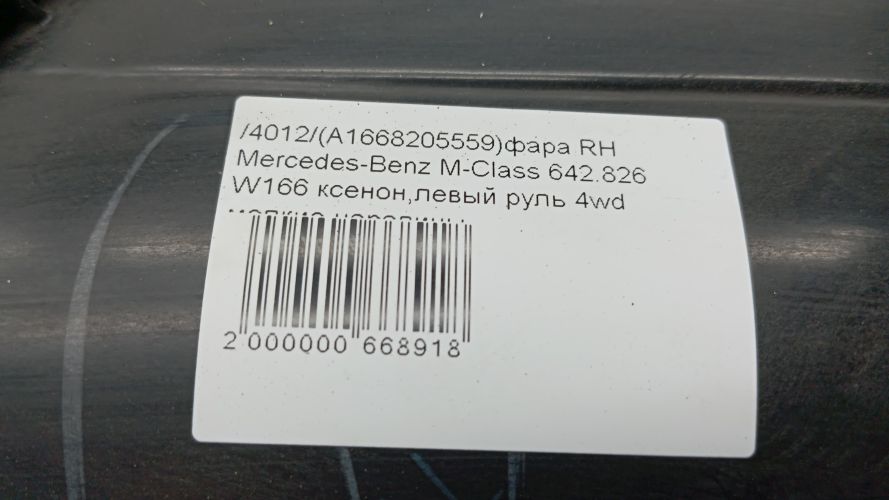 /4012/(A1668205559)фара RH
Mercedes-Benz M-Class 642.826
W166 ксенон,левый руль 4wd
2 000000 668918